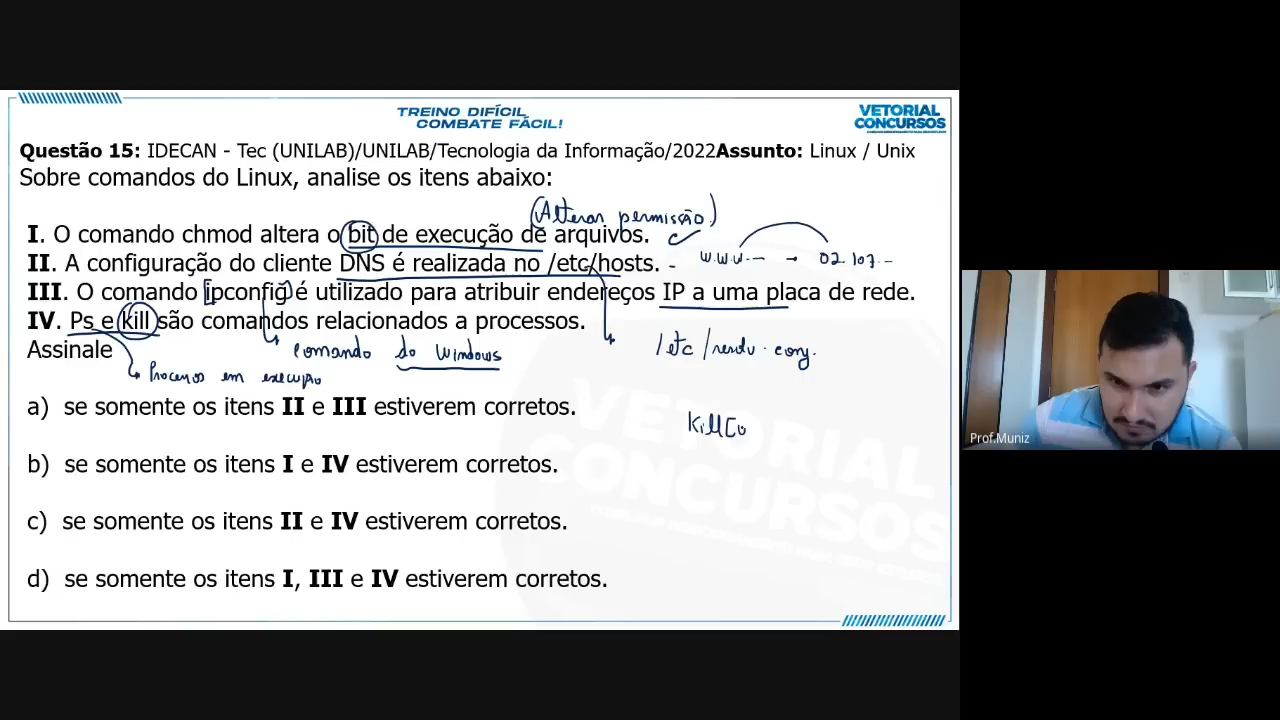 TREINO DIFÍCIL
COMBATE FÁCIL!
VETORIAL
CONCURSOS
Questão 15: IDECAN - Tec (UNILAB)/UNILAB/Tecnologia da Informação/2022Assunto: Linux / Unix
Sobre comandos do Linux, analise os itens abaixo:
(Alterar permissão)
I. O comando chmod altera o bit de execução de arquivos.
II. A configuração do cliente DNS é realizada no /etc/hosts.
w.w.w
III. O comando ipconfig é utilizado para atribuir endereços IP a uma placa de rede.
IV. Ps e kill são comandos relacionados a processos.
Assinale
comando do windows
Processos em execução
a) se somente os itens II e III estiverem corretos.
kill
b) se somente os itens I e IV estiverem corretos.
c) se somente os itens II e IV estiverem corretos.
d) se somente os itens I, III e IV estiverem corretos.
VETORIAL
CONCURSOS
Prof.Muniz